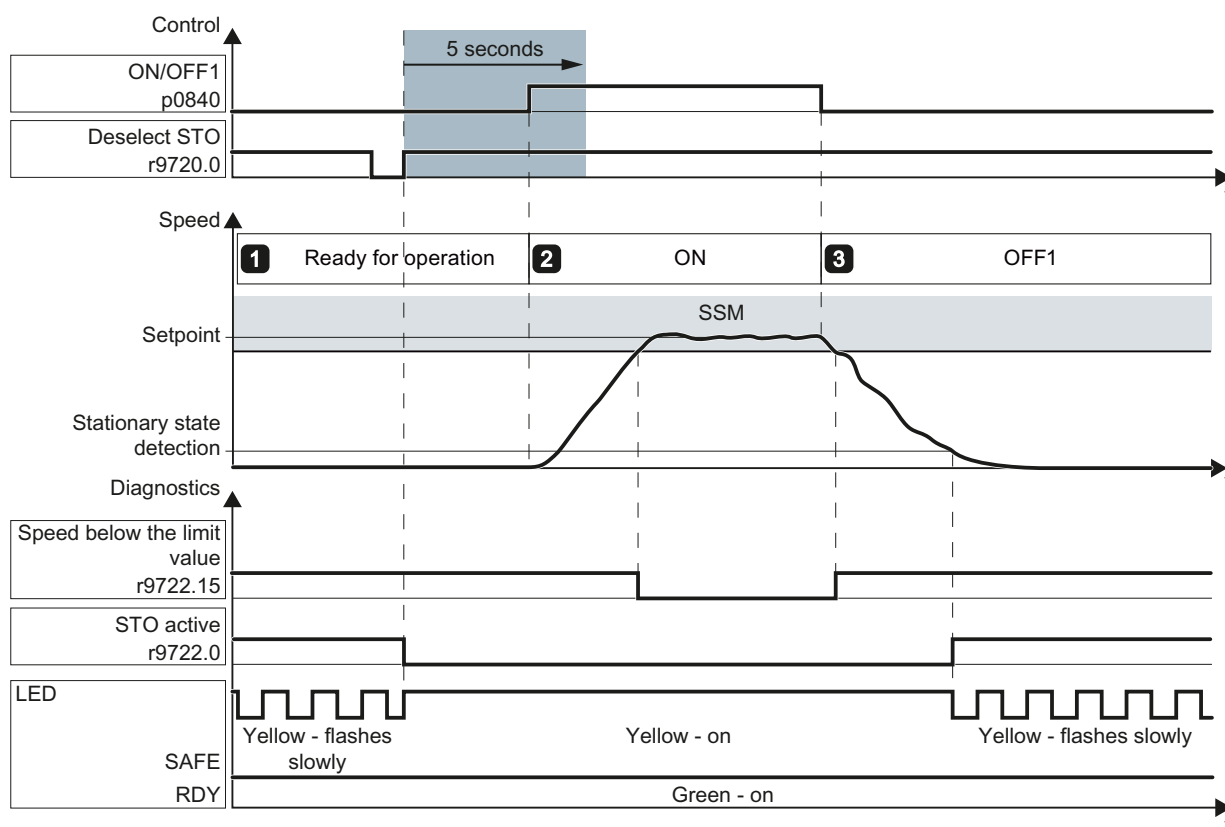 Control
5 seconds
ON/OFF1
p0840
Deselect STO
r9720.0
Speed
1 Ready for operation
2 ON
3 OFF1
SSM
Setpoint
Stationary state
detection
Diagnostics
Speed below the limit
value
r9722.15
STO active
r9722.0
LED
Yellow - flashes
slowly
Yellow - on
Yellow - flashes slowly
SAFE
RDY
Green - on